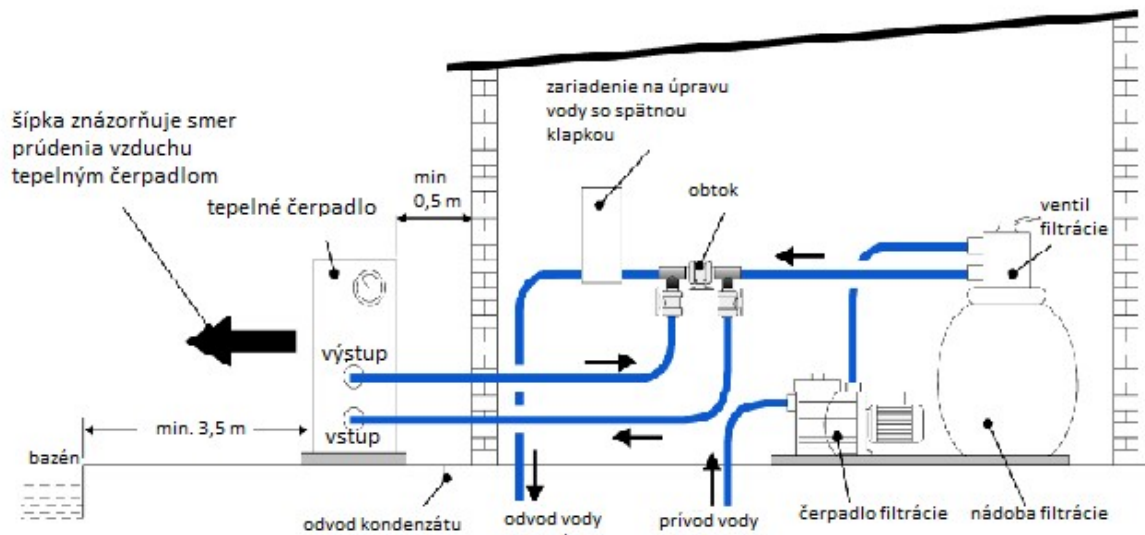 šípka znázorňuje smer
prúdenia vzduchu
tepelným čerpadlom
tepelné čerpadlo
min
0,5 m
zariadenie na úpravu
vody so spätnou
klapkou
obtok
ventil
filtrácie
výstup
vstup
min. 3,5 m
bazén
odvod kondenzátu
odvod vody
prívod vody
čerpadlo filtrácie
nádoba filtrácie